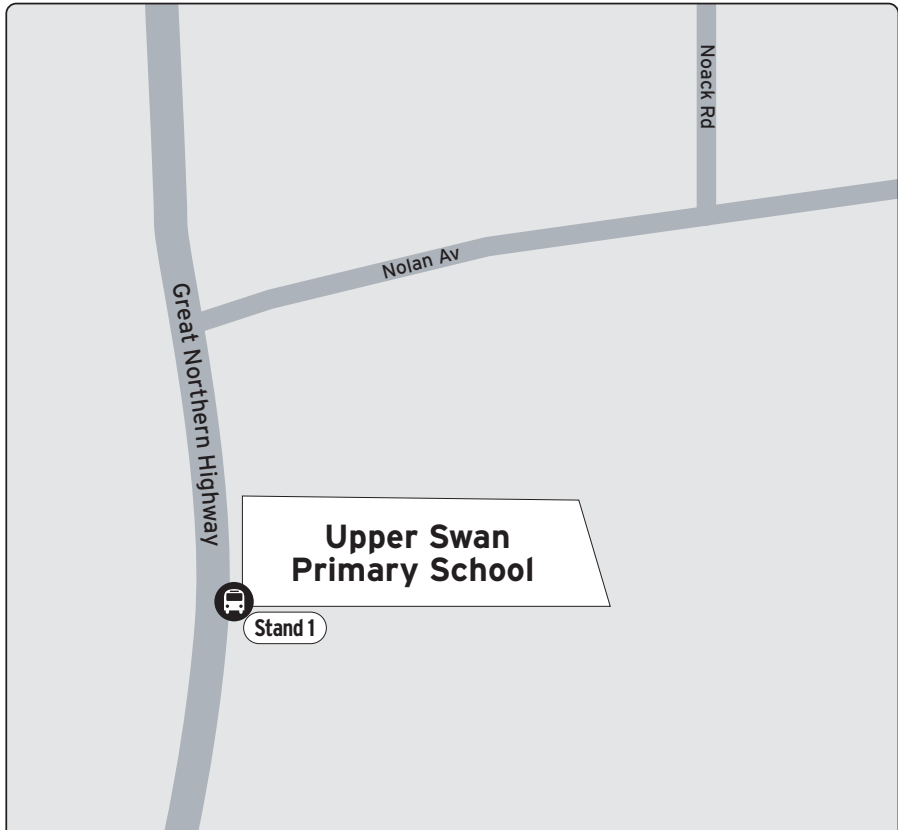 Noack Rd
Nolan Av
Great Northern Highway
Upper Swan
Primary School
Stand 1